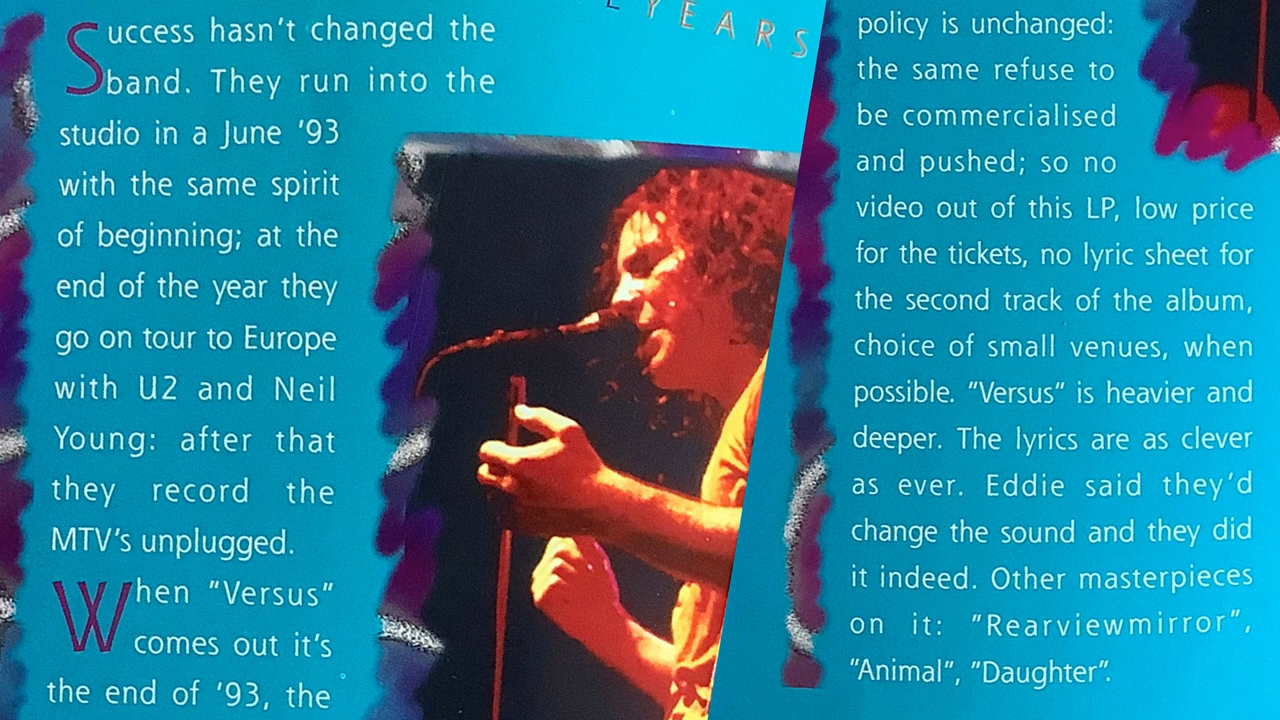 YEARS
Success hasn't changed the
band. They run into the
studio in a June '93
with the same spirit
of beginning; at the
end of the year they
go on tour to Europe
with U2 and Neil
Young: after that
they record the
MTV's unplugged.
When "Versus"
comes out it's
the end of '93, the
policy is unchanged:
the same refuse to
be commercialised
and pushed; so no
video out of this LP, low price
for the tickets, no lyric sheet for
the second track of the album,
choice of small venues, when
possible. "Versus" is heavier and
deeper. The lyrics are as clever
as ever. Eddie said they'd
change the sound and they did
it indeed. Other masterpieces
on it: "Rearviewmirror",
"Animal", "Daughter".